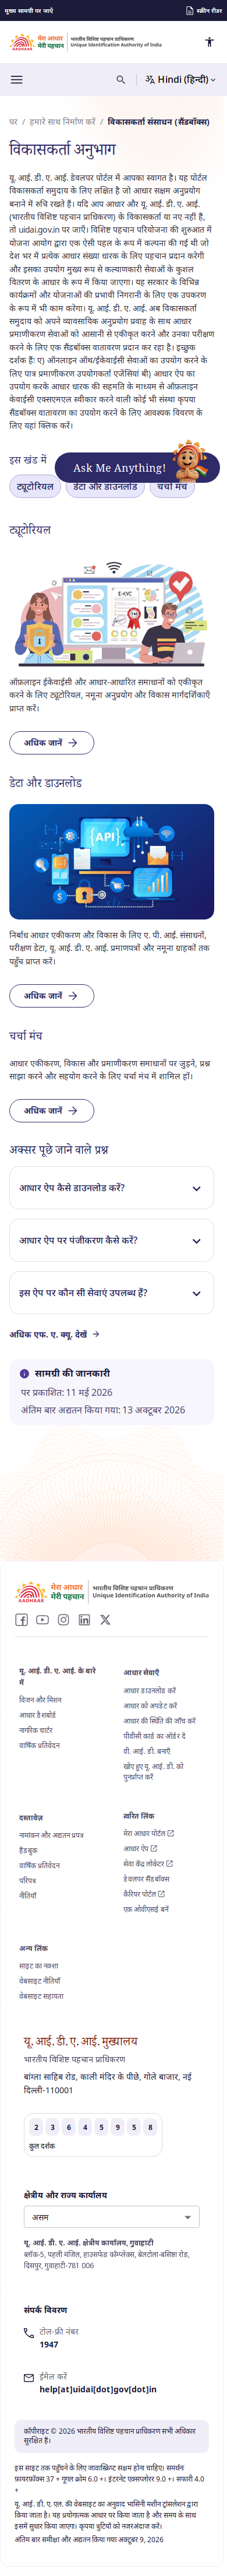 मुख्य सामग्री पर जाएँ
स्क्रीन रीडर
मेरा आधार
मेरी पहचान
AADHAAR
भारतीय विशिष्ट पहचान प्राधिकरण
Unique Identification Authority of India
Hindi (हिन्दी)
घर / हमारे साथ निर्माण करें / विकासकर्ता संसाधन (सैंडबॉक्स)
विकासकर्ता अनुभाग
यू. आई. डी. ए. आई. डेवलपर पोर्टल में आपका स्वागत है। यह पोर्टल
विकासकर्ता समुदाय के लिए लक्षित है जो आधार सक्षम अनुप्रयोग
बनाने में रुचि रखते हैं। यदि आप आधार और यू. आई. डी. ए. आई.
(भारतीय विशिष्ट पहचान प्राधिकरण) के विकासकर्ता या नए नहीं हैं,
तो uidai.gov.in पर जाएँ। विशिष्ट पहचान परियोजना की शुरुआत में
योजना आयोग द्वारा एक ऐसी पहल के रूप में कल्पना की गई थी जो
देश भर में प्रत्येक आधार संख्या धारक के लिए पहचान प्रदान करेगी
और इसका उपयोग मुख्य रूप से कल्याणकारी सेवाओं के कुशल
वितरण के आधार के रूप में किया जाएगा। यह सरकार के विभिन्न
कार्यक्रमों और योजनाओं की प्रभावी निगरानी के लिए एक उपकरण
के रूप में भी काम करेगा। यू. आई. डी. ए. आई. अब विकासकर्ता
समुदाय को अपने व्यावसायिक अनुप्रयोग प्रवाह के साथ आधार
प्रमाणीकरण सेवाओं को आसानी से एकीकृत करने और उनका परीक्षण
करने के लिए एक सैंडबॉक्स वातावरण प्रदान कर रहा है। इच्छुक
दर्शक हैंः ए) ऑनलाइन ऑथ/ईकेवाईसी सेवाओं का उपयोग करने के
लिए पात्र प्रमाणीकरण उपयोगकर्ता एजेंसियां बी) आधार ऐप का
उपयोग करके आधार धारक की सहमति के माध्यम से ऑफ़लाइन
केवाईसी एक्सएमएल स्वीकार करने वाली कोई भी संस्था कृपया
सैंडबॉक्स वातावरण का उपयोग करने के लिए आवश्यक विवरण के
लिए यहां क्लिक करें।
इस खंड में
Ask Me Anything!
ट्यूटोरियल
डेटा और डाउनलोड
चर्चा मंच
ट्यूटोरियल
E-KYC
ऑफ़लाइन ईकेवाईसी और आधार-आधारित समाधानों को एकीकृत
करने के लिए ट्यूटोरियल, नमूना अनुप्रयोग और विकास मार्गदर्शिकाएँ
प्राप्त करें।
अधिक जानें
डेटा और डाउनलोड
API
निर्बाध आधार एकीकरण और विकास के लिए ए. पी. आई. संसाधनों,
परीक्षण डेटा, यू. आई. डी. ए. आई. प्रमाणपत्रों और नमूना ग्राहकों तक
पहुँच प्राप्त करें।
अधिक जानें
चर्चा मंच
आधार एकीकरण, विकास और प्रमाणीकरण समाधानों पर जुड़ने, प्रश्न
साझा करने और सहयोग करने के लिए चर्चा मंच में शामिल हों।
अधिक जानें
अक्सर पूछे जाने वाले प्रश्न
आधार ऐप कैसे डाउनलोड करें?
आधार ऐप पर पंजीकरण कैसे करें?
इस ऐप पर कौन सी सेवाएं उपलब्ध हैं?
अधिक एफ. ए. क्यू. देखें
सामग्री की जानकारी
पर प्रकाशित: 11 मई 2026
अंतिम बार अद्यतन किया गया: 13 अक्टूबर 2026
मेरा आधार
मेरी पहचान
AADHAAR
भारतीय विशिष्ट पहचान प्राधिकरण
Unique Identification Authority of India
यू. आई. डी. ए. आई. के बारे
में
विजन और मिशन
आधार डैशबोर्ड
नागरिक चार्टर
वार्षिक प्रतिवेदन
आधार सेवाएँ
आधार डाउनलोड करें
आधार को अपडेट करें
आधार की स्थिति की जाँच करें
पीवीसी कार्ड का ऑर्डर दें
वी. आई. डी. बनाएँ
खोए हुए यू. आई. डी. को
पुनर्प्राप्त करें
दस्तावेज़
नामांकन और अद्यतन प्रपत्र
हैंडबुक
वार्षिक प्रतिवेदन
परिपत्र
नीतियाँ
त्वरित लिंक
मेरा आधार पोर्टल
आधार ऐप
सेवा केंद्र लोकेटर
डेवलपर सैंडबॉक्स
कैरियर पोर्टल
एक ओवीएसई बनें
अन्य लिंक
साइट का नक्शा
वेबसाइट नीतियाँ
वेबसाइट सहायता
यू. आई. डी. ए. आई. मुख्यालय
भारतीय विशिष्ट पहचान प्राधिकरण
बांग्ला साहिब रोड, काली मंदिर के पीछे, गोले बाजार, नई
दिल्ली-110001
2 3 6 4 5 9 5 8
कुल दर्शक
क्षेत्रीय और राज्य कार्यालय
असम
यू. आई. डी. ए. आई. क्षेत्रीय कार्यालय, गुवाहाटी
ब्लॉक-5, पहली मंजिल, हाउसफेड कॉम्प्लेक्स, बेलटोला-बसिष्ठा रोड,
दिसपुर, गुवाहाटी-781 006
संपर्क विवरण
टोल-फ्री नंबर
1947
ईमेल करें
help[at]uidai[dot]gov[dot]in
कॉपीराइट © 2026 भारतीय विशिष्ट पहचान प्राधिकरण सभी अधिकार
सुरक्षित हैं।
इस साइट तक पहुँचने के लिए जावास्क्रिप्ट सक्षम होना चाहिए। समर्थनः
फ़ायरफ़ॉक्स 37 + गूगल क्रोम 6.0 +। इंटरनेट एक्सप्लोरर 9.0 +। सफारी 4.0
+
यू. आई. डी. ए. एल. की वेबसाइट का अनुवाद भाषिनी मशीन ट्रांसलेशन द्वारा
किया जाता है। यह प्रयोगात्मक आधार पर किया जाता है और समय के साथ
इसमें सुधार किया जाएगा। कृपया त्रुटियों को नजरअंदाज करें।
अंतिम बार समीक्षा और अद्यतन किया गया अक्टूबर 9, 2026